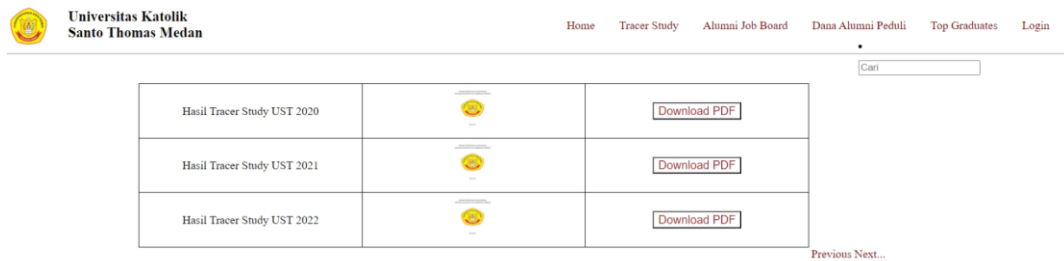 Universitas Katolik
Santo Thomas Medan
Home Tracer Study Alumni Job Board Dana Alumni Peduli Top Graduates Login
Cari
Hasil Tracer Study UST 2020 Download PDF
Hasil Tracer Study UST 2021 Download PDF
Hasil Tracer Study UST 2022 Download PDF
Previous Next...